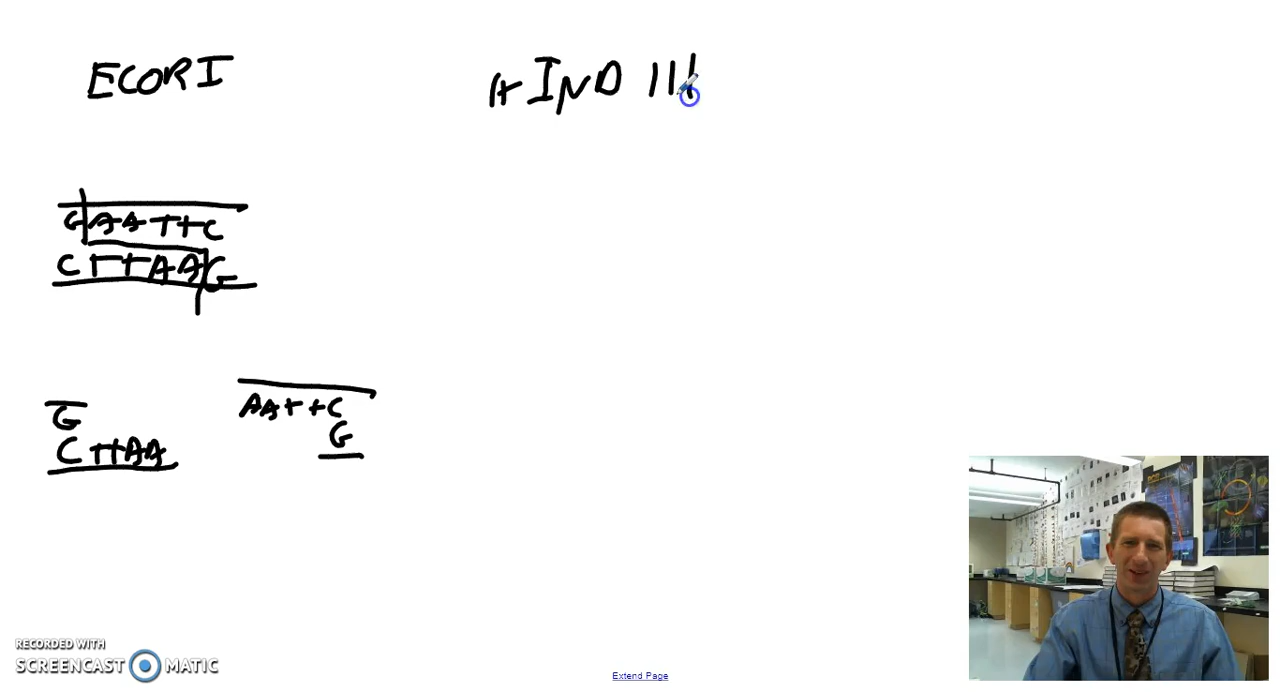 ECORI
HIND III
GAATTC
CTTAAG
G
CTTAA
AATTC
G
RECORDED WITH
SCREENCAST MATIC
Extend Page